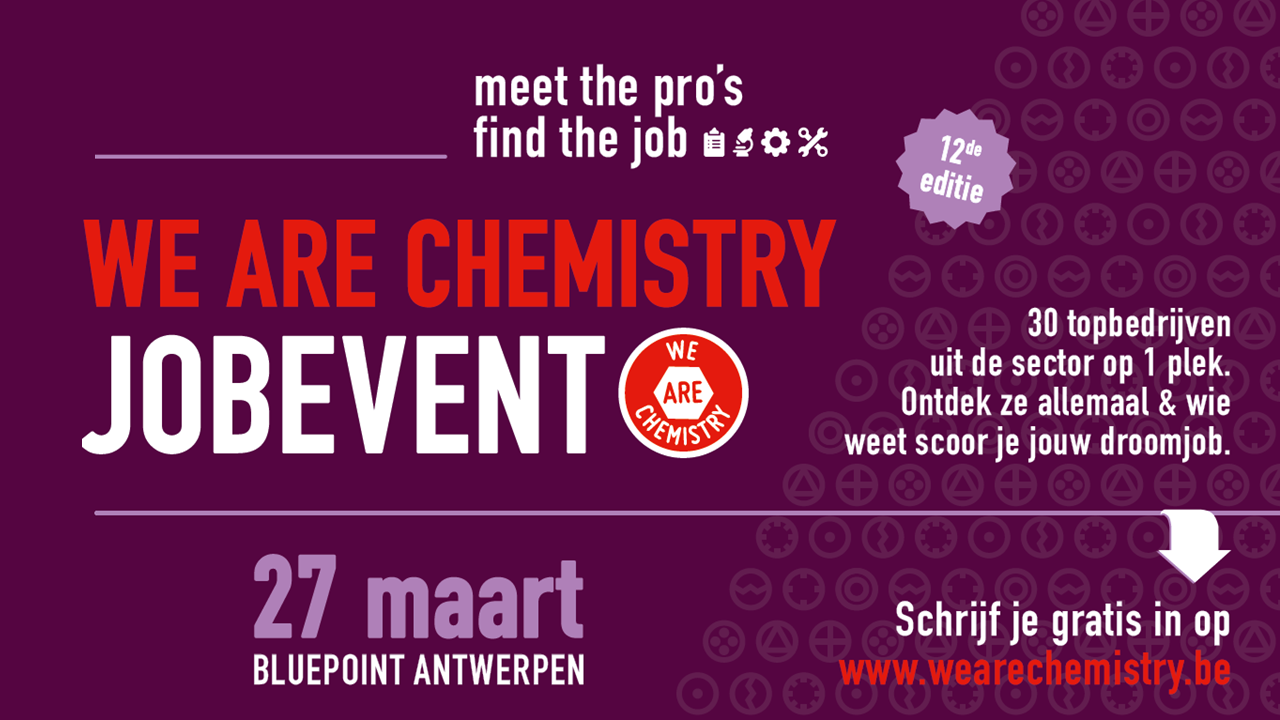 meet the pro's
find the job
12de
editie
WE ARE CHEMISTRY
JOBEVENT
WE
ARE
CHEMISTRY
30 topbedrijven
uit de sector op 1 plek.
Ontdek ze allemaal & wie
weet scoor je jouw droomjob.
27 maart
BLUEPOINT ANTWERPEN
Schrijf je gratis in op
www.wearechemistry.be